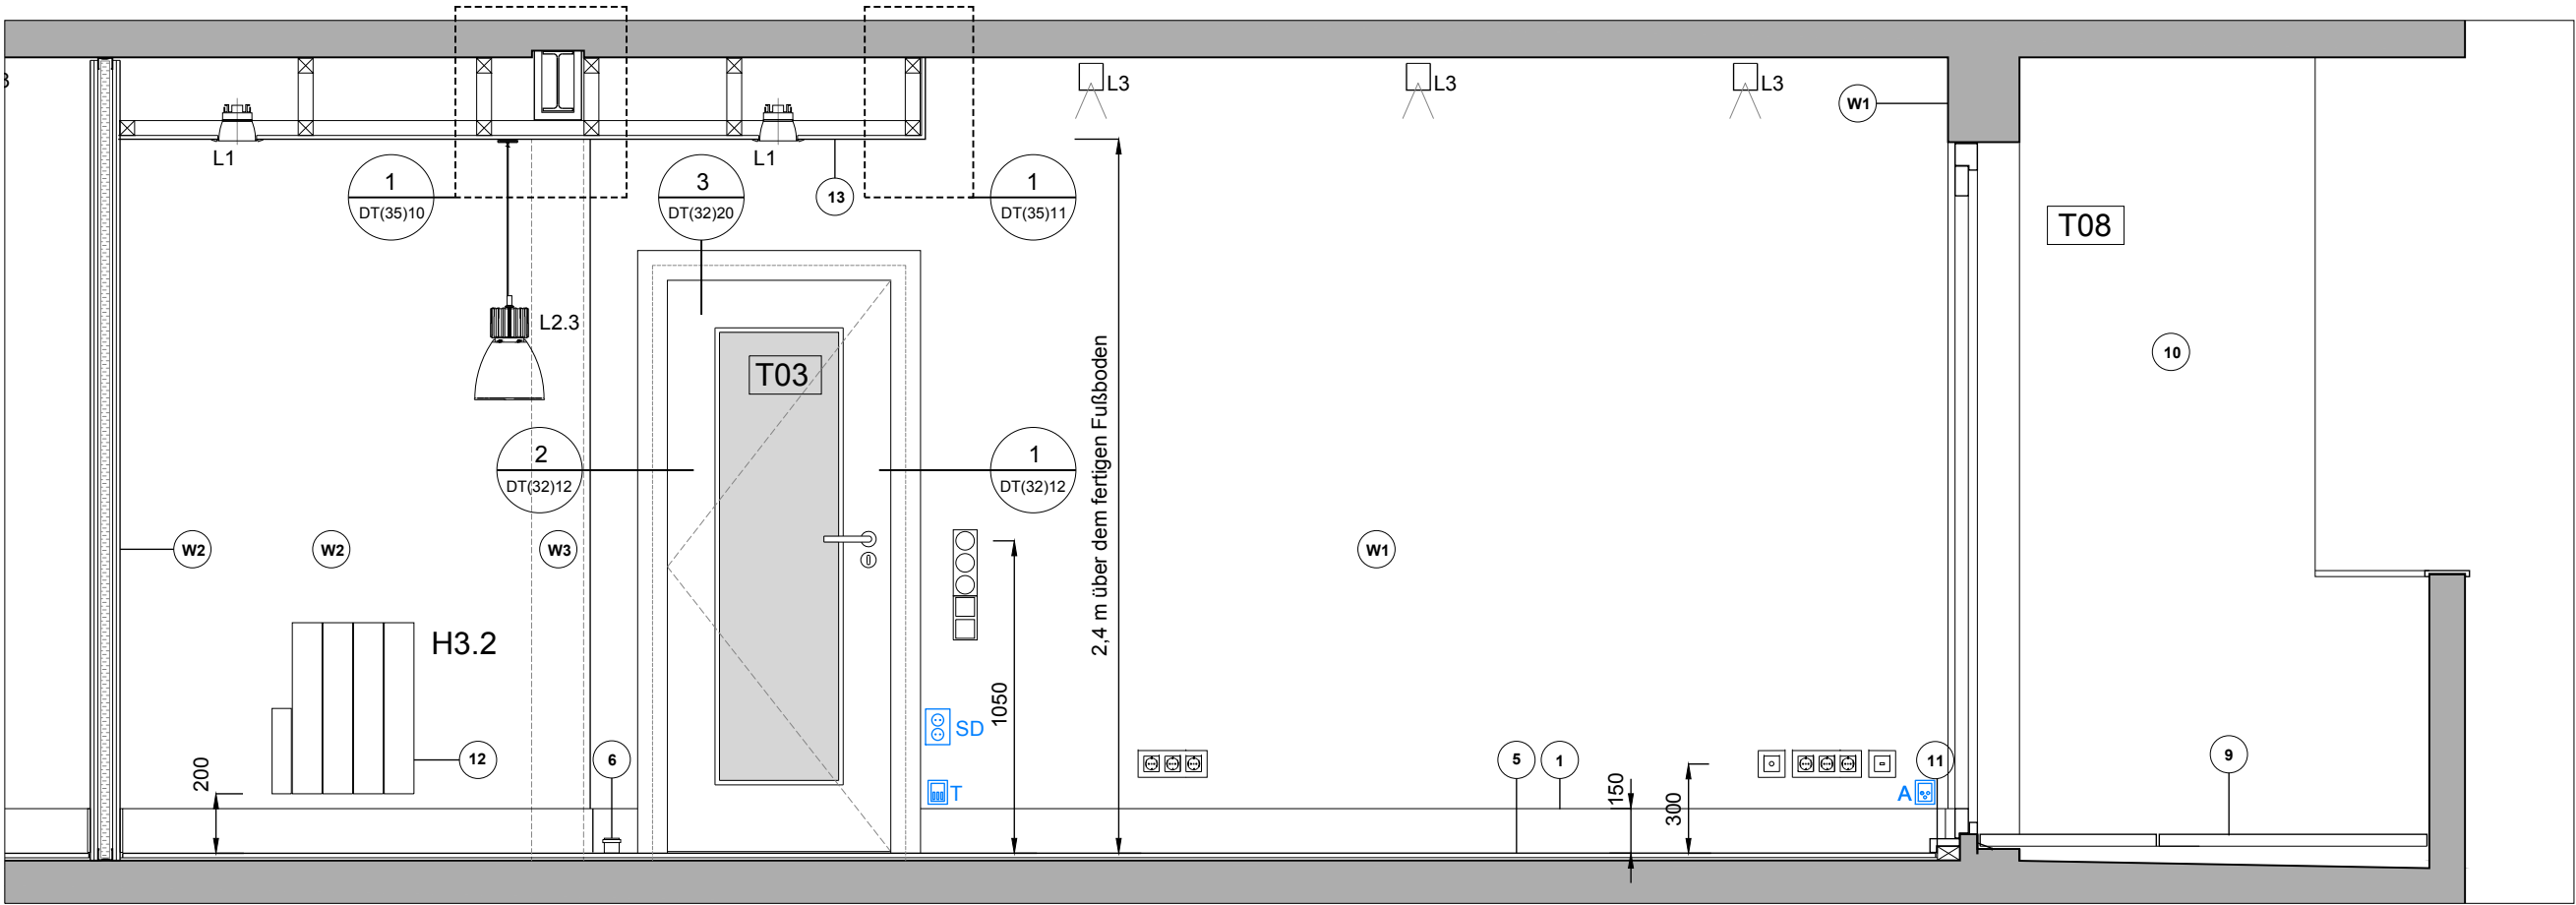 3
L3
L3
L3
W1
L1
L1
1
DT(35)10
3
DT(32)20
13
1
DT(35)11
T08
L2.3
2,4 m über dem fertigen Fußboden
10
T03
2
DT(32)12
1
DT(32)12
W2
W2
W3
W1
H3.2
1050
SD
12
6
5
1
11
9
200
T
150
300
A